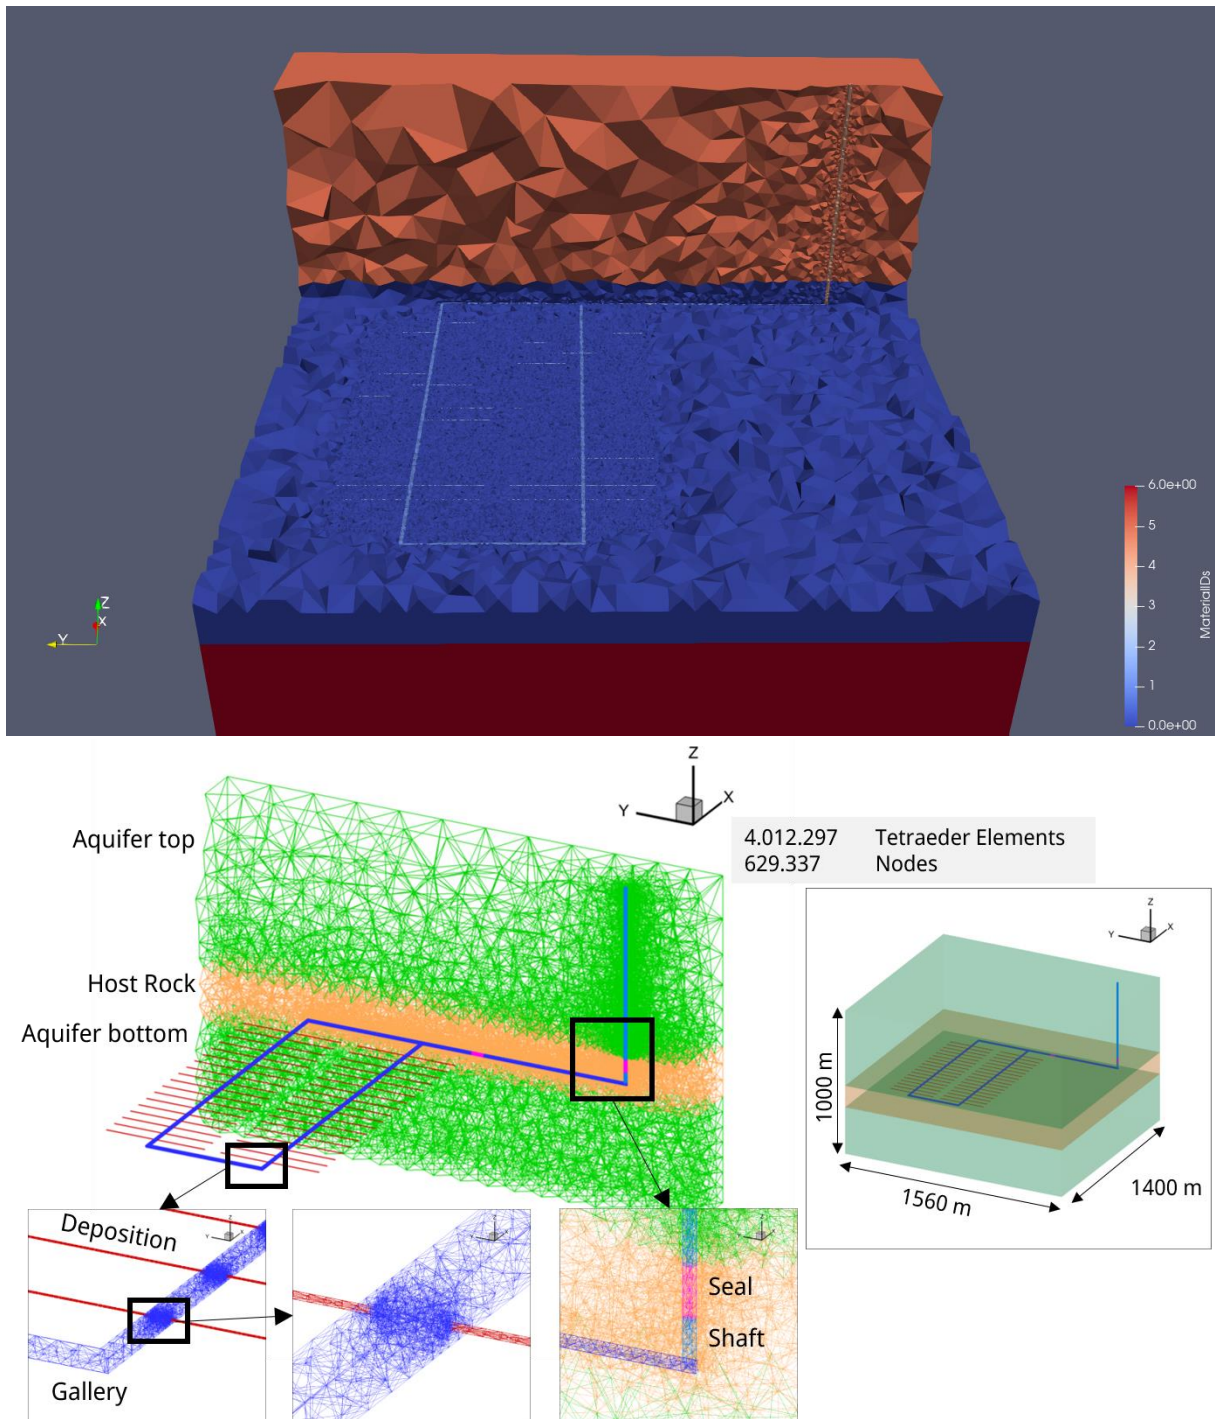 6.0e+00
5
4
3
2
1
0.0e+00
MaterialIDs
Z
X
Y
Z
Y
X
Aquifer top
4.012.297 Tetraeder Elements
629.337 Nodes
Host Rock
Aquifer bottom
Z
Y
X
1000 m
1560 m
1400 m
Deposition
Gallery
Seal
Shaft